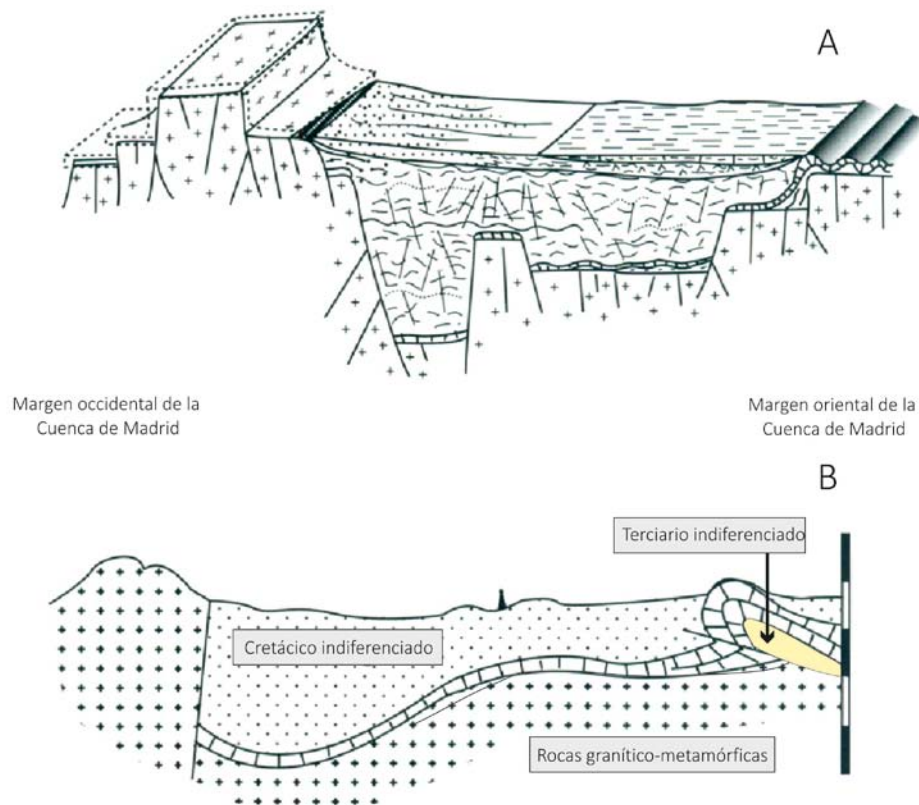 A
Margen occidental de la
Cuenca de Madrid
Margen oriental de la
Cuenca de Madrid
B
Terciario indiferenciado
Cretácico indiferenciado
Rocas granítico-metamórficas